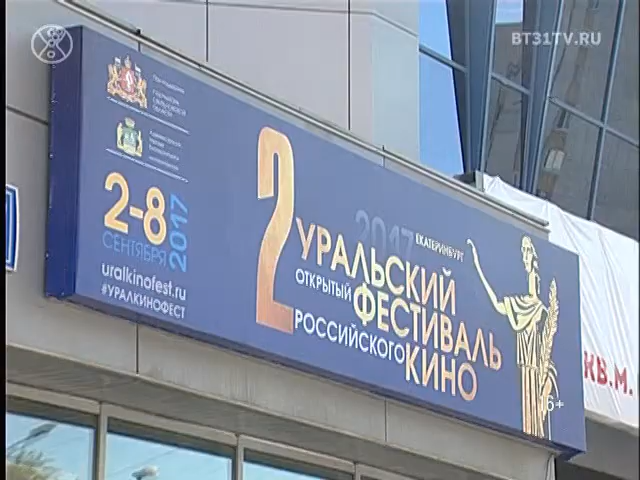 BT31TV.RU
2-8
СЕНТЯБРЯ
2017
uralkinofest.ru
#УРАЛКИНОФЕСТ
2017
ЕКАТЕРИНБУРГ
2
УРАЛЬСКИЙ
ОТКРЫТЫЙ
ФЕСТИВАЛЬ
РОССИЙСКОГО
КИНО
6+
КВ.М.